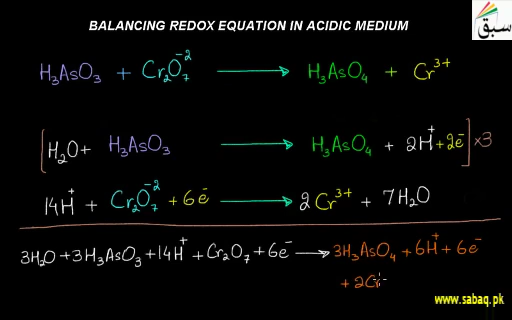 BALANCING REDOX EQUATION IN ACIDIC MEDIUM
سبق
H₃AsO₃ + Cr₂O₇⁻² ⟶ H₃AsO₄ + Cr³⁺
[H₂O + H₃AsO₃ ⟶ H₃AsO₄ + 2H⁺ + 2e⁻] ×3
14H⁺ + Cr₂O₇⁻² + 6e⁻ ⟶ 2Cr³⁺ + 7H₂O
3H₂O + 3H₃AsO₃ + 14H⁺ + Cr₂O₇ + 6e⁻ ⟶ 3H₃AsO₄ + 6H⁺ + 6e⁻
+ 2Cr
www.sabaq.pk